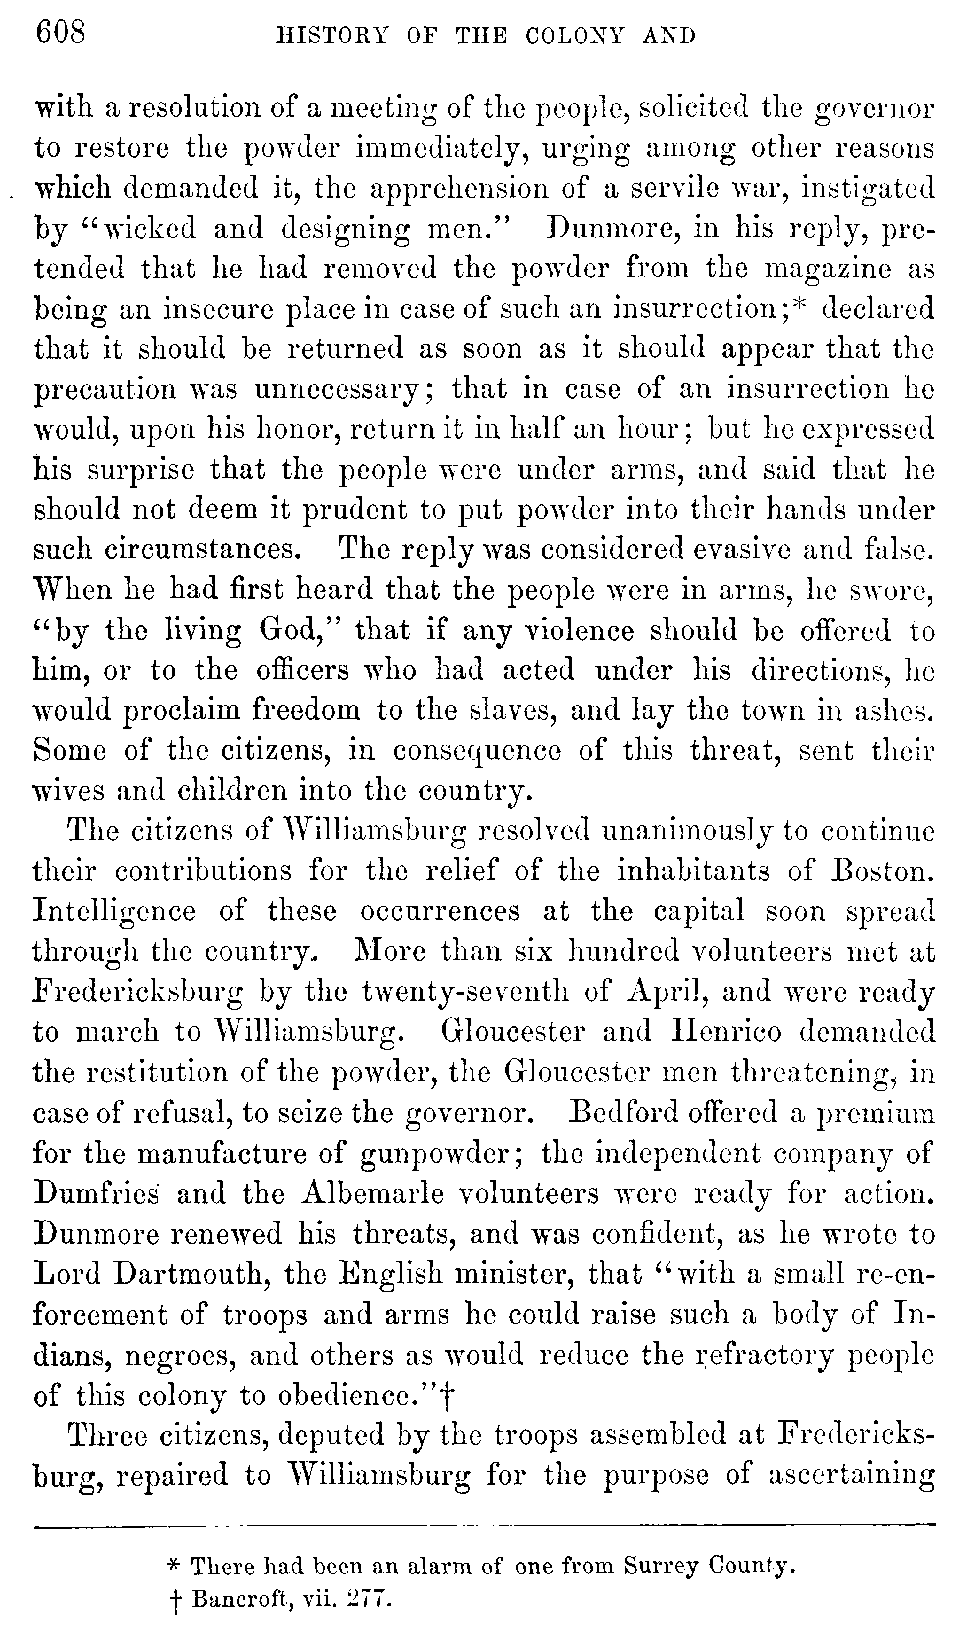 608 HISTORY OF THE COLONY AND
with a resolution of a meeting of the people, solicited the governor
to restore the powder immediately, urging among other reasons
which demanded it, the apprehension of a servile war, instigated
by "wicked and designing men." Dunmore, in his reply, pre-
tended that he had removed the powder from the magazine as
being an insecure place in case of such an insurrection;* declared
that it should be returned as soon as it should appear that the
precaution was unnecessary; that in case of an insurrection he
would, upon his honor, return it in half an hour; but he expressed
his surprise that the people were under arms, and said that he
should not deem it prudent to put powder into their hands under
such circumstances. The reply was considered evasive and false.
When he had first heard that the people were in arms, he swore,
"by the living God," that if any violence should be offered to
him, or to the officers who had acted under his directions, he
would proclaim freedom to the slaves, and lay the town in ashes.
Some of the citizens, in consequence of this threat, sent their
wives and children into the country.
The citizens of Williamsburg resolved unanimously to continue
their contributions for the relief of the inhabitants of Boston.
Intelligence of these occurrences at the capital soon spread
through the country. More than six hundred volunteers met at
Fredericksburg by the twenty-seventh of April, and were ready
to march to Williamsburg. Gloucester and Henrico demanded
the restitution of the powder, the Gloucester men threatening, in
case of refusal, to seize the governor. Bedford offered a premium
for the manufacture of gunpowder; the independent company of
Dumfries and the Albemarle volunteers were ready for action.
Dunmore renewed his threats, and was confident, as he wrote to
Lord Dartmouth, the English minister, that "with a small re-en-
forcement of troops and arms he could raise such a body of In-
dians, negroes, and others as would reduce the refractory people
of this colony to obedience."†
Three citizens, deputed by the troops assembled at Fredericks-
burg, repaired to Williamsburg for the purpose of ascertaining
* There had been an alarm of one from Surrey County.
† Bancroft, vii. 277.